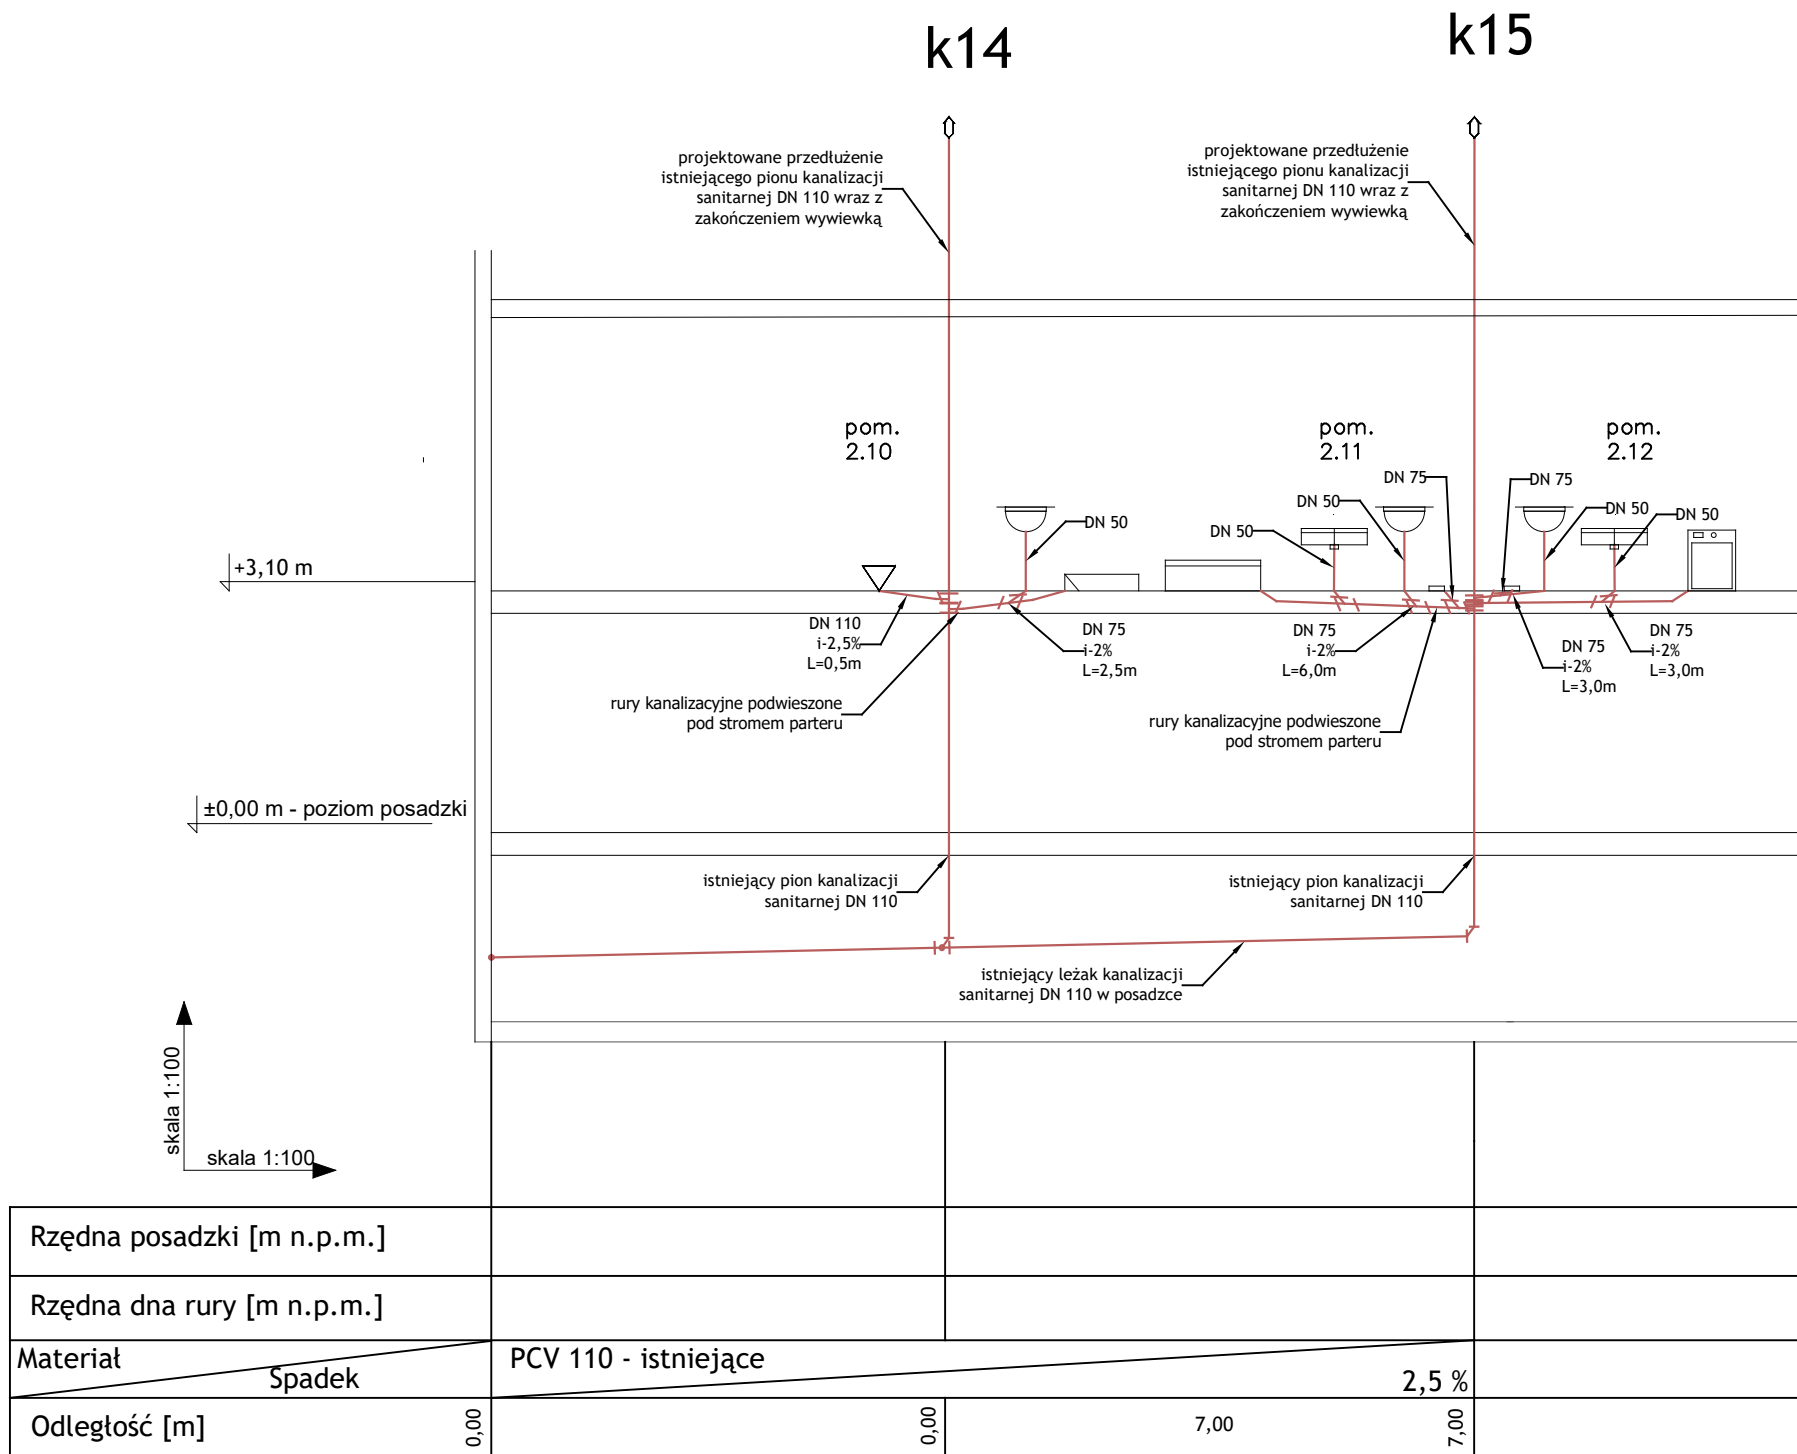 k14
k15
projektowane przedłużenie
istniejącego pionu kanalizacji
sanitarnej DN 110 wraz z
zakończeniem wywiewką
projektowane przedłużenie
istniejącego pionu kanalizacji
sanitarnej DN 110 wraz z
zakończeniem wywiewką
pom.
2.10
pom.
2.11
pom.
2.12
DN 50
DN 50
DN 50
DN 75
DN 75
DN 50
DN 50
+3,10 m
DN 110
i-2,5%
L=0,5m
DN 75
i-2%
L=2,5m
DN 75
i-2%
L=6,0m
DN 75
i-2%
L=3,0m
DN 75
i-2%
L=3,0m
rury kanalizacyjne podwieszone
pod stromem parteru
rury kanalizacyjne podwieszone
pod stromem parteru
±0,00 m - poziom posadzki
istniejący pion kanalizacji
sanitarnej DN 110
istniejący pion kanalizacji
sanitarnej DN 110
istniejący leżak kanalizacji
sanitarnej DN 110 w posadzce
skala 1:100
skala 1:100
Rzędna posadzki [m n.p.m.]
Rzędna dna rury [m n.p.m.]
Materiał
Spadek
PCV 110 - istniejące
2,5 %
Odległość [m]
0,00
0,00
7,00
7,00